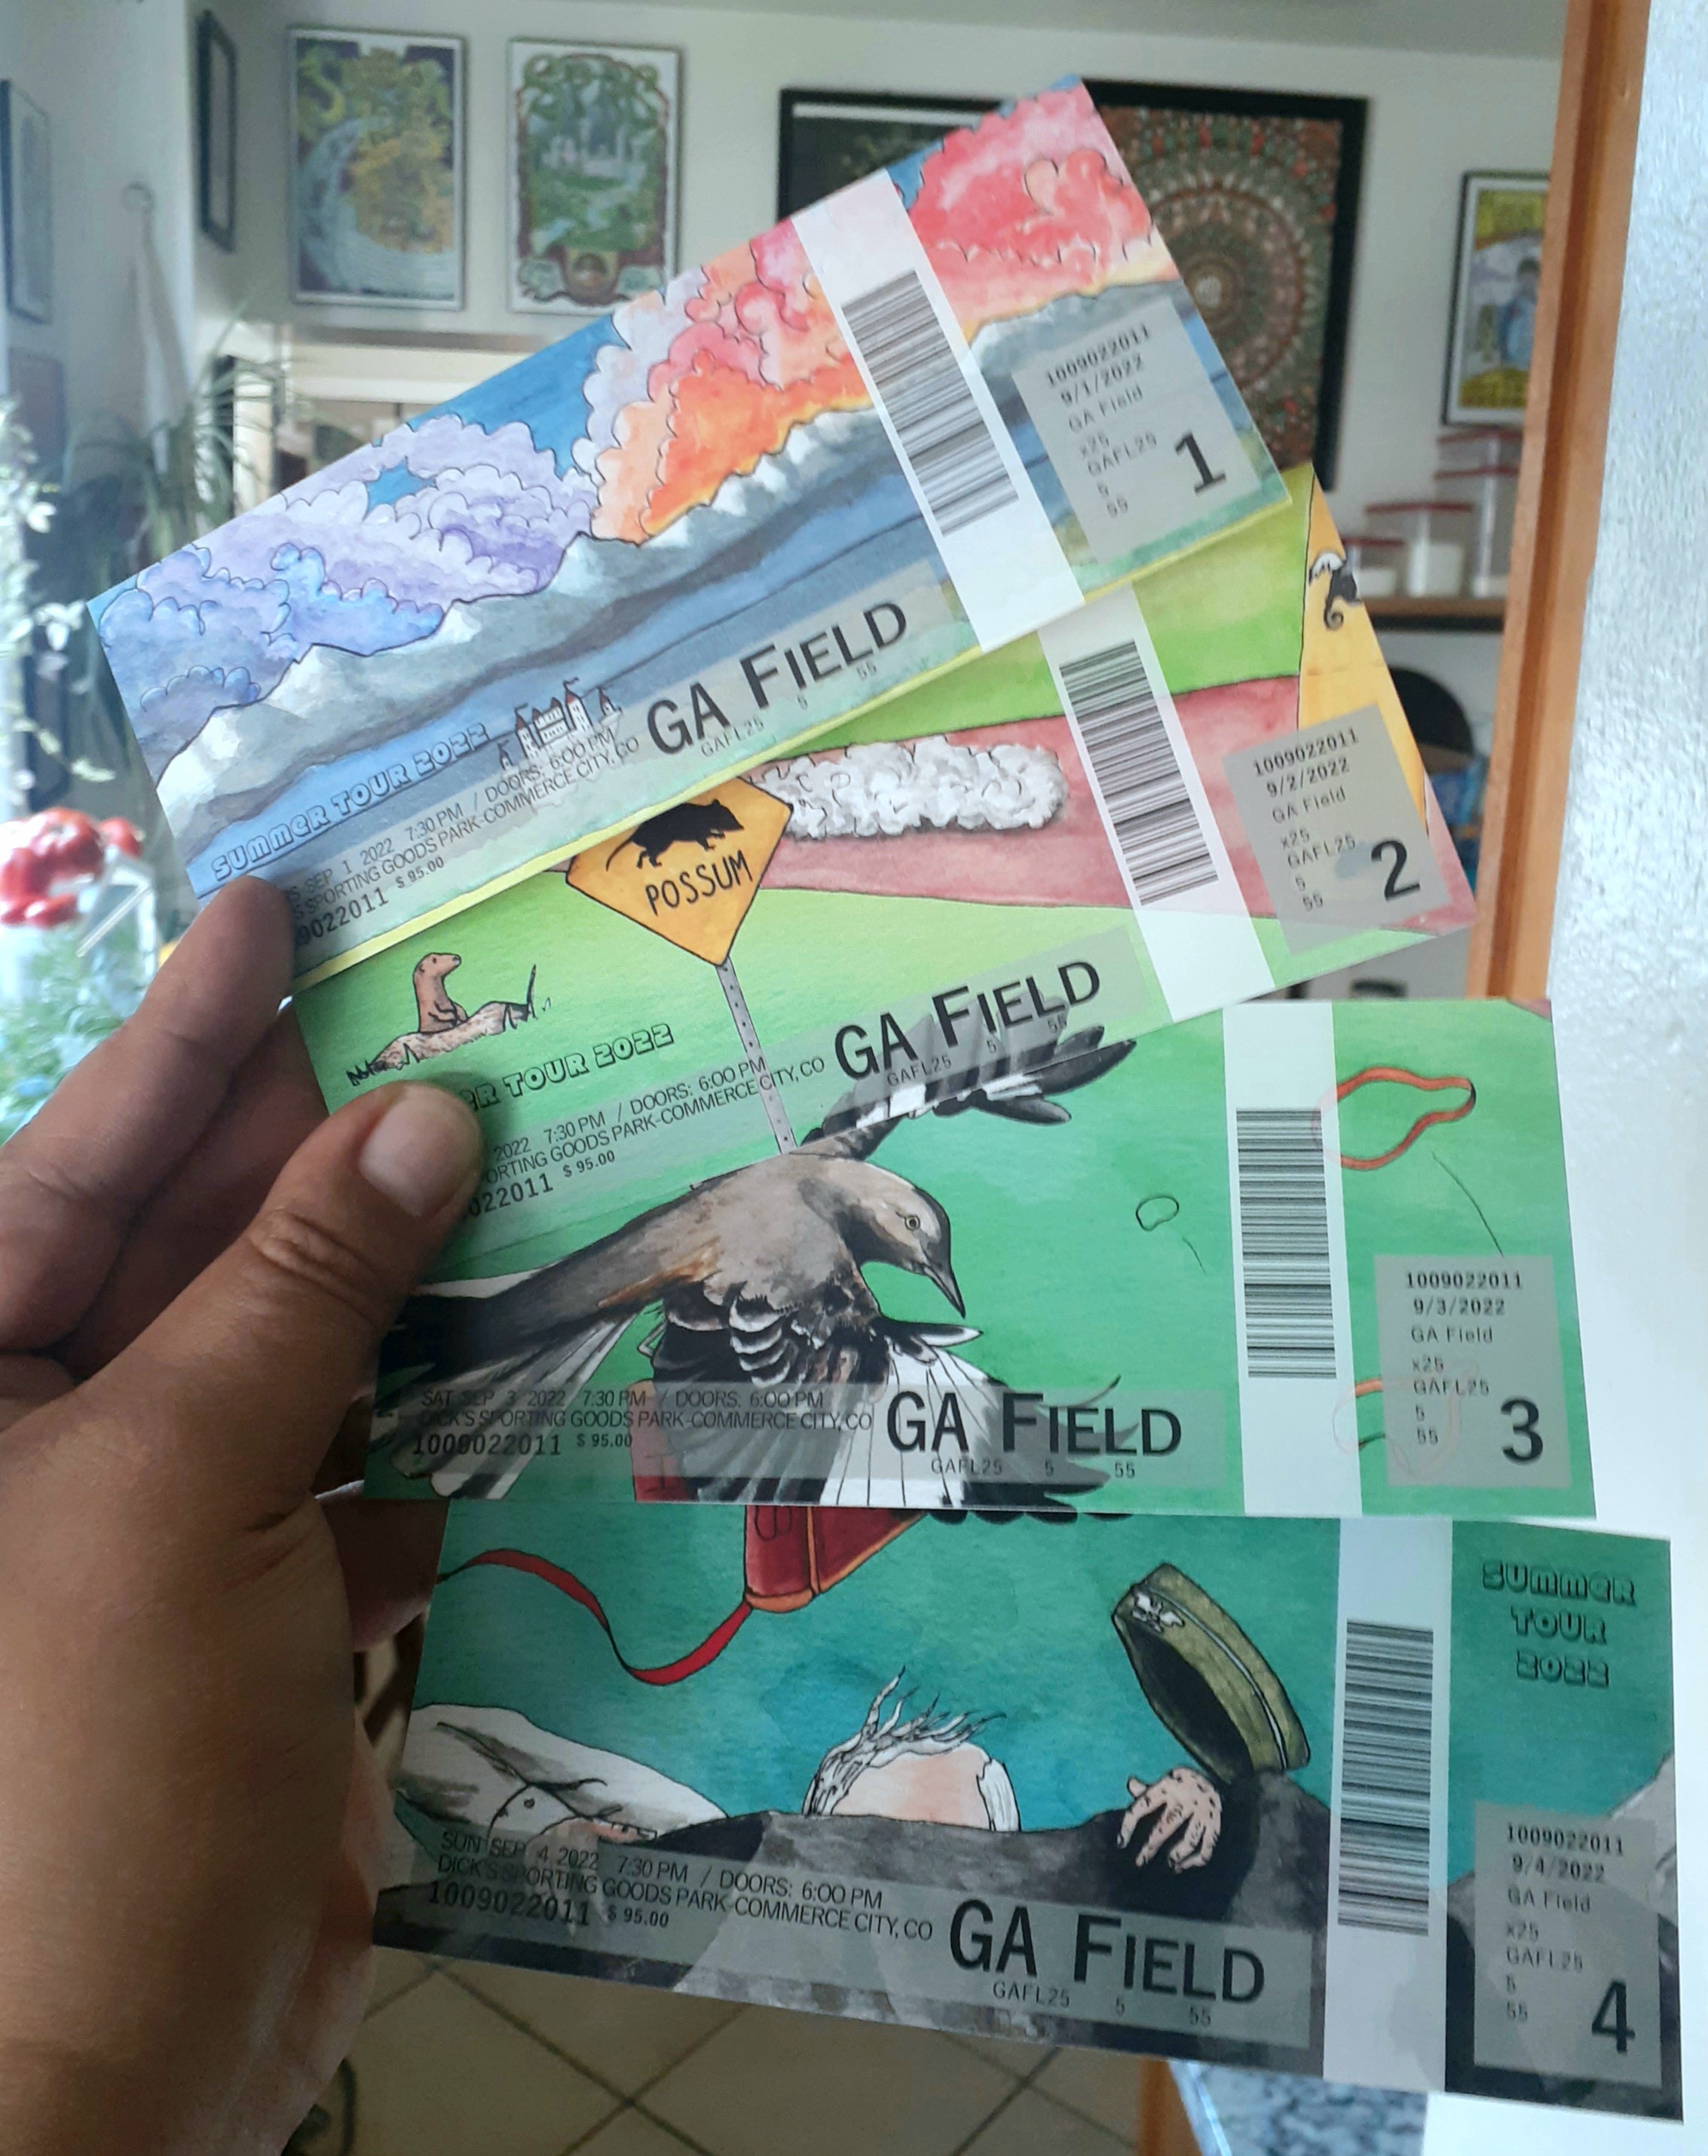 1009022011
9/1/2022
GA Field
x25
GAFL25
5
55
1
SUMMER TOUR 2022
SEP 1 2022 7:30 PM / DOORS: 6:00 PM
SPORTING GOODS PARK-COMMERCE CITY, CO
9022011 $ 95.00
GA FIELD
GAFL25 5 55
1009022011
9/2/2022
GA Field
x25
GAFL25
5
55
2
POSSUM
TOUR 2022
2022 7:30 PM / DOORS: 6:00 PM
ORTING GOODS PARK-COMMERCE CITY, CO
022011 $ 95.00
GA FIELD
GAFL25 5 55
1009022011
9/3/2022
GA Field
x25
GAFL25
5
55
3
SAT SEP 3 2022 7:30 PM / DOORS: 6:00 PM
DICK'S SPORTING GOODS PARK-COMMERCE CITY, CO
1009022011 $ 95.00
GA FIELD
GAFL25 5 55
SUMMER
TOUR
2022
1009022011
9/4/2022
GA Field
x25
GAFL25
5
55
4
SUN SEP 4 2022 7:30 PM / DOORS: 6:00 PM
DICK'S SPORTING GOODS PARK-COMMERCE CITY, CO
1009022011 $ 95.00
GA FIELD
GAFL25 5 55